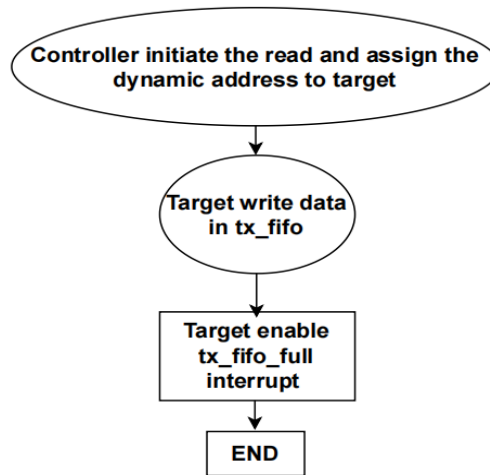 Controller initiate the read and assign the
dynamic address to target
Target write data
in tx_fifo
Target enable
tx_fifo_full
interrupt
END